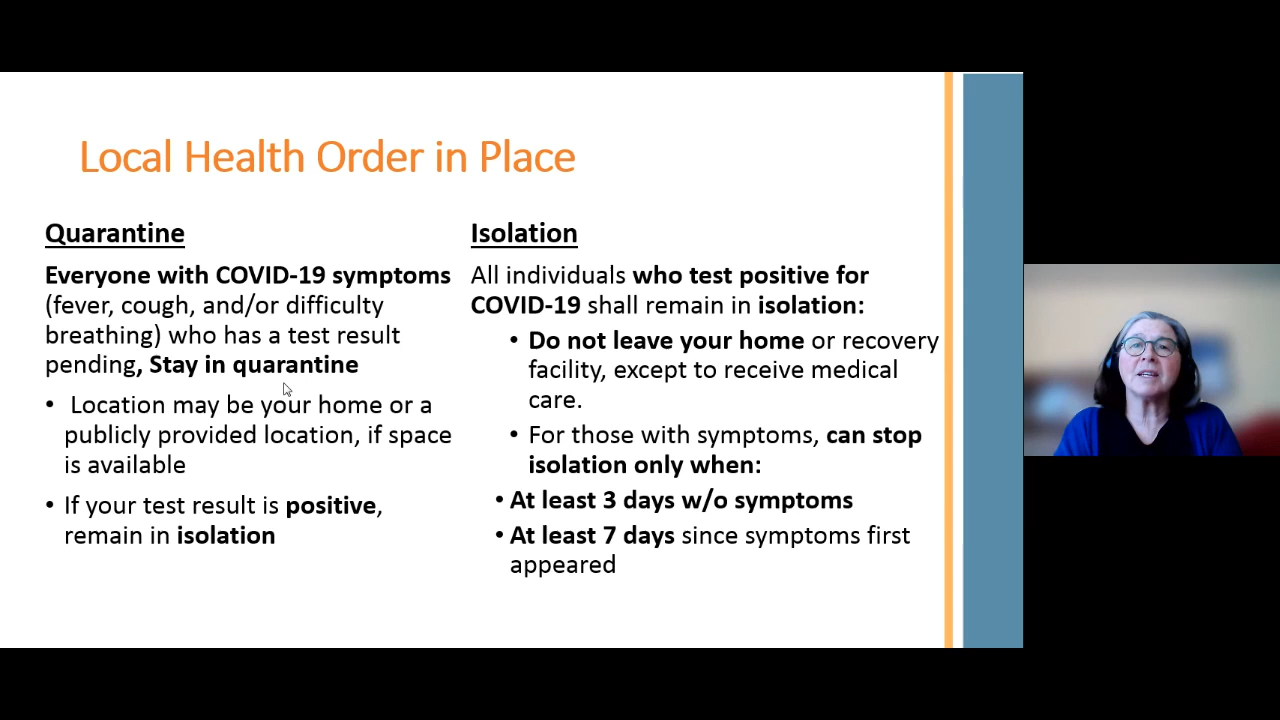 Local Health Order in Place
Quarantine
Everyone with COVID-19 symptoms
(fever, cough, and/or difficulty
breathing) who has a test result
pending, Stay in quarantine
• Location may be your home or a
publicly provided location, if space
is available
• If your test result is positive,
remain in isolation
Isolation
All individuals who test positive for
COVID-19 shall remain in isolation:
• Do not leave your home or recovery
facility, except to receive medical
care.
• For those with symptoms, can stop
isolation only when:
• At least 3 days w/o symptoms
• At least 7 days since symptoms first
appeared